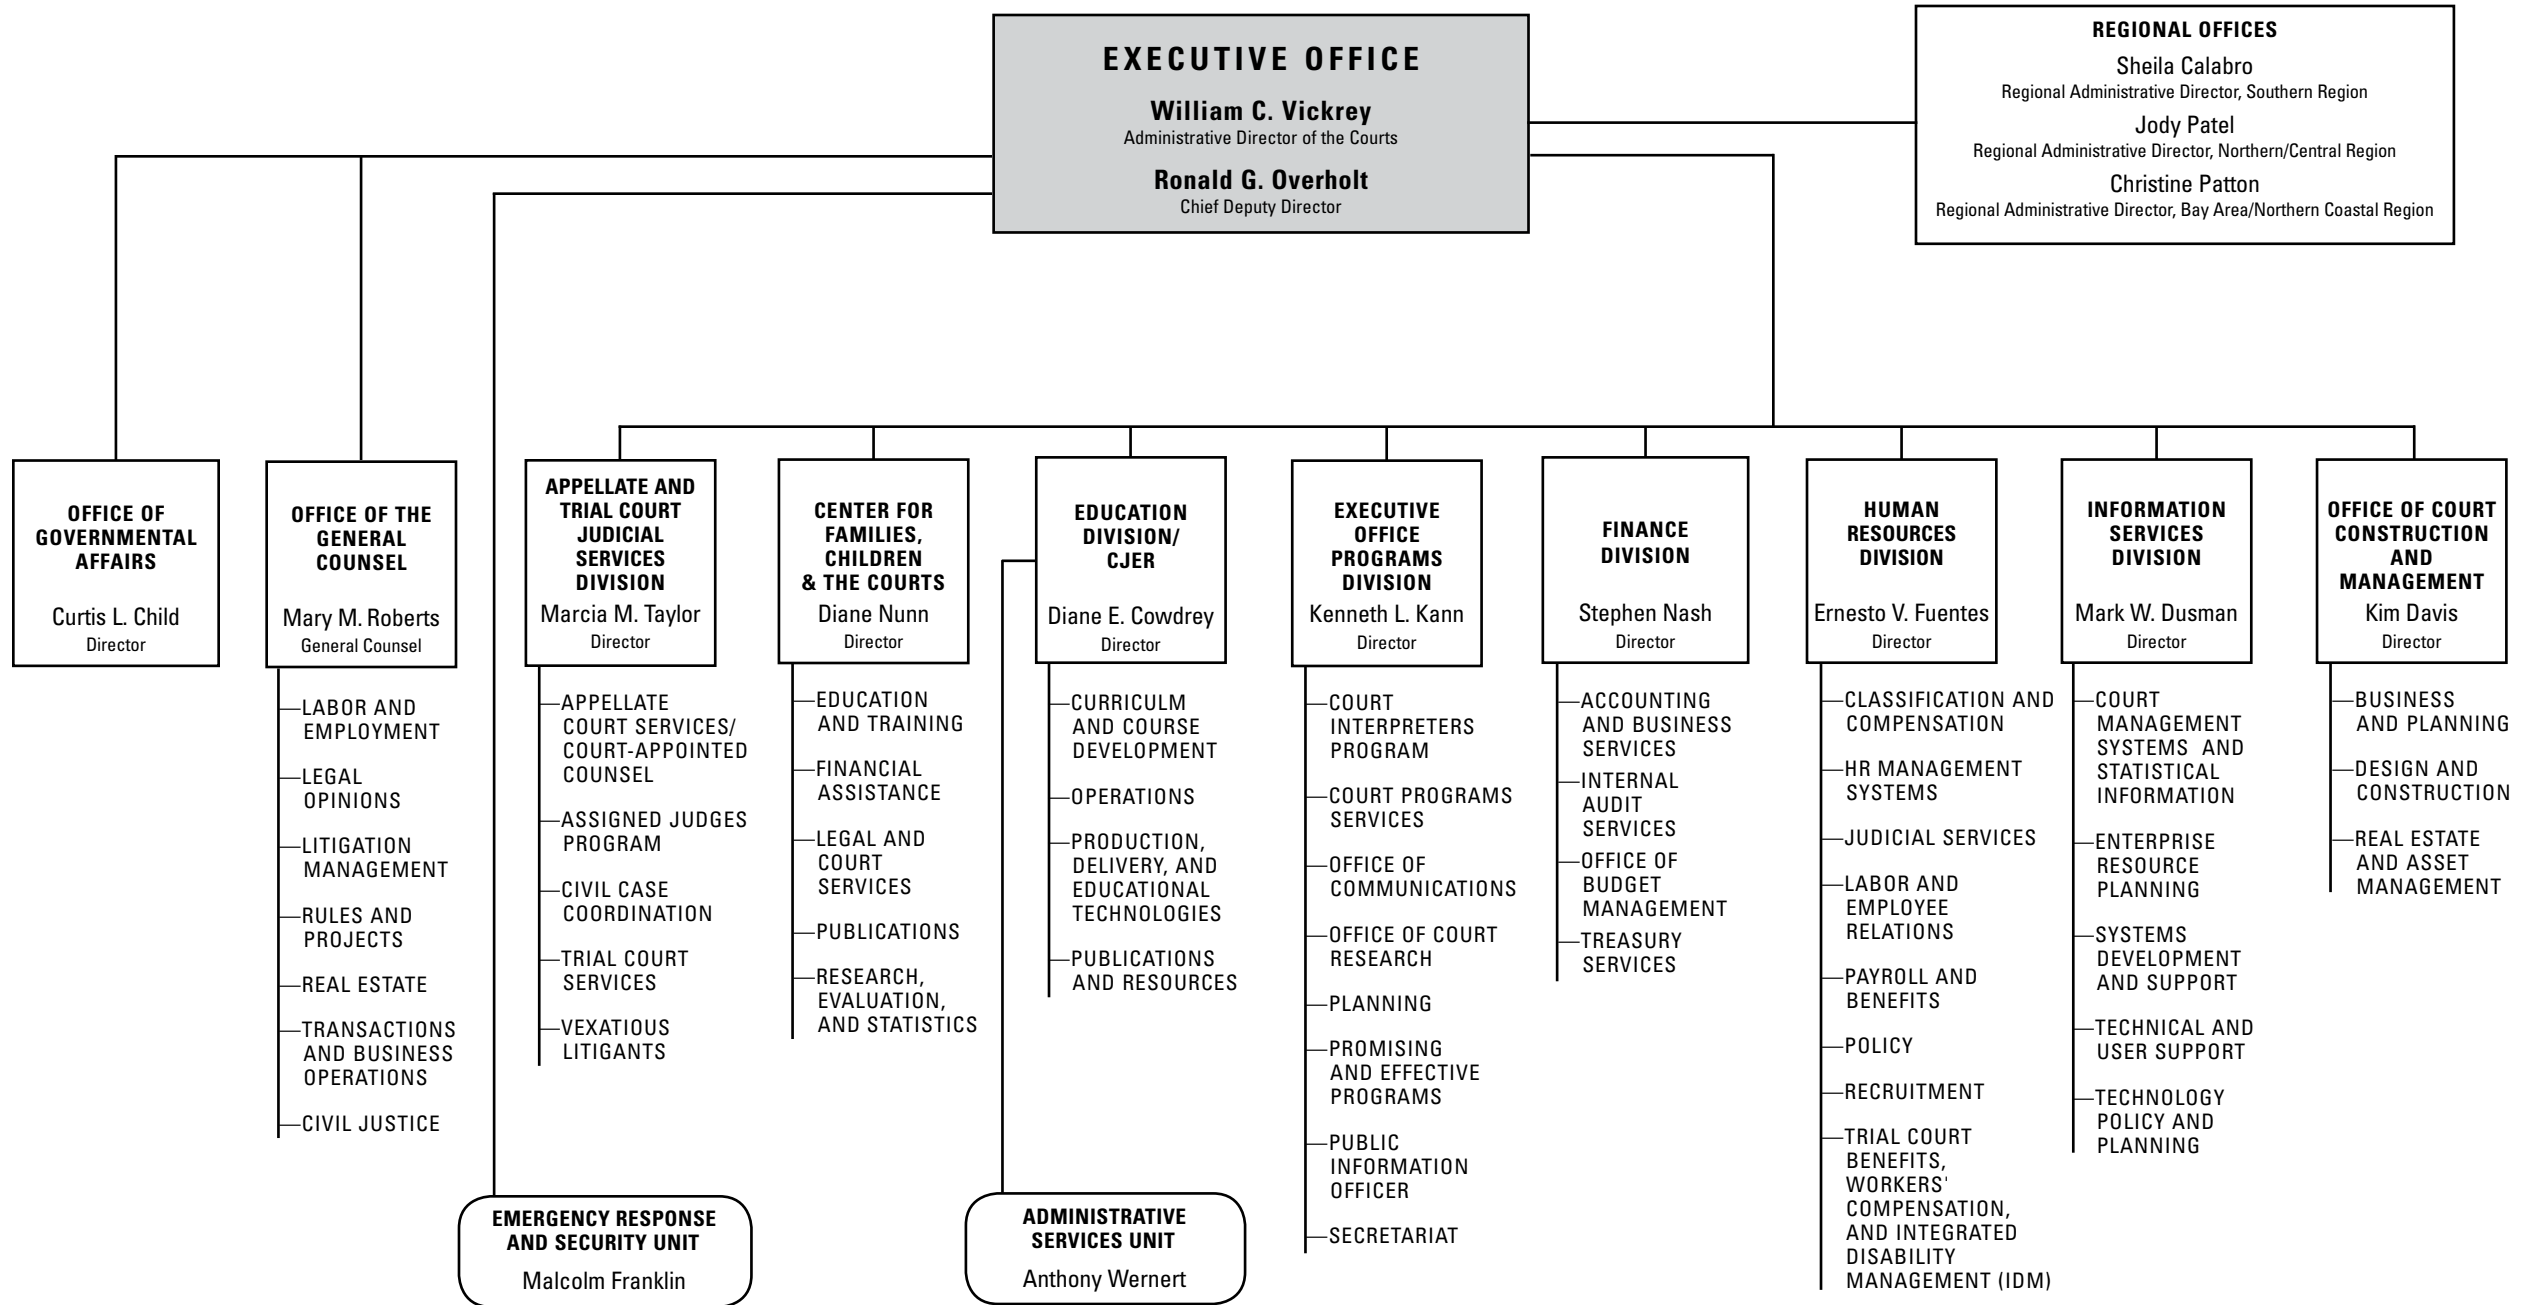 EXECUTIVE OFFICE
William C. Vickrey
Administrative Director of the Courts
Ronald G. Overholt
Chief Deputy Director
REGIONAL OFFICES
Sheila Calabro
Regional Administrative Director, Southern Region
Jody Patel
Regional Administrative Director, Northern/Central Region
Christine Patton
Regional Administrative Director, Bay Area/Northern Coastal Region
OFFICE OF
GOVERNMENTAL
AFFAIRS
Curtis L. Child
Director
OFFICE OF THE
GENERAL
COUNSEL
Mary M. Roberts
General Counsel
LABOR AND
EMPLOYMENT
LEGAL
OPINIONS
LITIGATION
MANAGEMENT
RULES AND
PROJECTS
REAL ESTATE
TRANSACTIONS
AND BUSINESS
OPERATIONS
CIVIL JUSTICE
APPELLATE AND
TRIAL COURT
JUDICIAL
SERVICES
DIVISION
Marcia M. Taylor
Director
APPELLATE
COURT SERVICES/
COURT-APPOINTED
COUNSEL
ASSIGNED JUDGES
PROGRAM
CIVIL CASE
COORDINATION
TRIAL COURT
SERVICES
VEXATIOUS
LITIGANTS
CENTER FOR
FAMILIES,
CHILDREN
& THE COURTS
Diane Nunn
Director
EDUCATION
AND TRAINING
FINANCIAL
ASSISTANCE
LEGAL AND
COURT
SERVICES
PUBLICATIONS
RESEARCH,
EVALUATION,
AND STATISTICS
EDUCATION
DIVISION/
CJER
Diane E. Cowdrey
Director
CURRICULM
AND COURSE
DEVELOPMENT
OPERATIONS
PRODUCTION,
DELIVERY, AND
EDUCATIONAL
TECHNOLOGIES
PUBLICATIONS
AND RESOURCES
EXECUTIVE
OFFICE
PROGRAMS
DIVISION
Kenneth L. Kann
Director
COURT
INTERPRETERS
PROGRAM
COURT PROGRAMS
SERVICES
OFFICE OF
COMMUNICATIONS
OFFICE OF COURT
RESEARCH
PLANNING
PROMISING
AND EFFECTIVE
PROGRAMS
PUBLIC
INFORMATION
OFFICER
SECRETARIAT
FINANCE
DIVISION
Stephen Nash
Director
ACCOUNTING
AND BUSINESS
SERVICES
INTERNAL
AUDIT
SERVICES
OFFICE OF
BUDGET
MANAGEMENT
TREASURY
SERVICES
HUMAN
RESOURCES
DIVISION
Ernesto V. Fuentes
Director
CLASSIFICATION AND
COMPENSATION
HR MANAGEMENT
SYSTEMS
JUDICIAL SERVICES
LABOR AND
EMPLOYEE
RELATIONS
PAYROLL AND
BENEFITS
POLICY
RECRUITMENT
TRIAL COURT
BENEFITS,
WORKERS'
COMPENSATION,
AND INTEGRATED
DISABILITY
MANAGEMENT (IDM)
INFORMATION
SERVICES
DIVISION
Mark W. Dusman
Director
COURT
MANAGEMENT
SYSTEMS AND
STATISTICAL
INFORMATION
ENTERPRISE
RESOURCE
PLANNING
SYSTEMS
DEVELOPMENT
AND SUPPORT
TECHNICAL AND
USER SUPPORT
TECHNOLOGY
POLICY AND
PLANNING
OFFICE OF COURT
CONSTRUCTION
AND
MANAGEMENT
Kim Davis
Director
BUSINESS
AND PLANNING
DESIGN AND
CONSTRUCTION
REAL ESTATE
AND ASSET
MANAGEMENT
EMERGENCY RESPONSE
AND SECURITY UNIT
Malcolm Franklin
ADMINISTRATIVE
SERVICES UNIT
Anthony Wernert